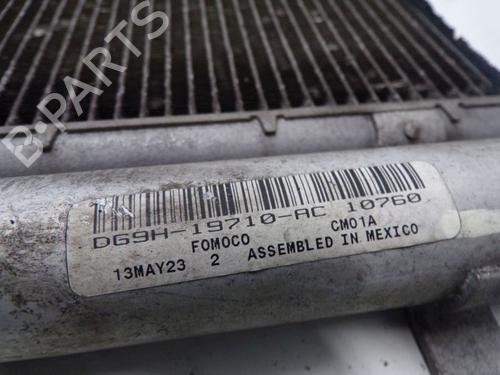 B-PARTS
DG9H-19710-AC 10760
FOMOCO CM01A
13MAY23 2 ASSEMBLED IN MEXICO